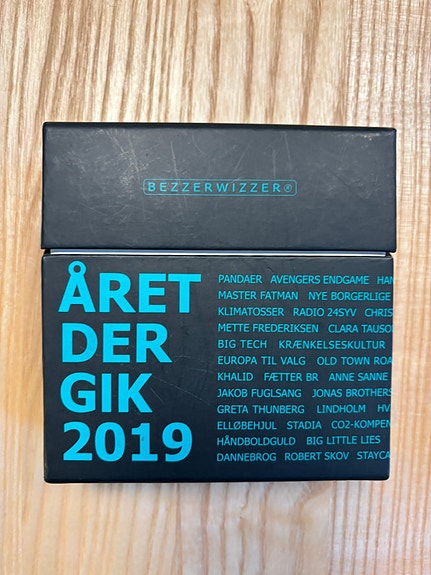 BEZZERWIZZER®
ÅRET
DER
GIK
2019
PANDAER AVENGERS ENDGAME
MASTER FATMAN NYE BORGERLIGE
KLIMATOSSER RADIO 24SYV
METTE FREDERIKSEN CLARA
BIG TECH KRÆNKELSESKULTUR
EUROPA TIL VALG OLD TOWN
KHALID FÆTTER BR ANNE SANNE
JAKOB FUGLSANG JONAS BROTHERS
GRETA THUNBERG LINDHOLM
ELLØBEHJUL STADIA
HÅNDBOLDGULD BIG LITTLE LIES
DANNEBROG ROBERT SKOV